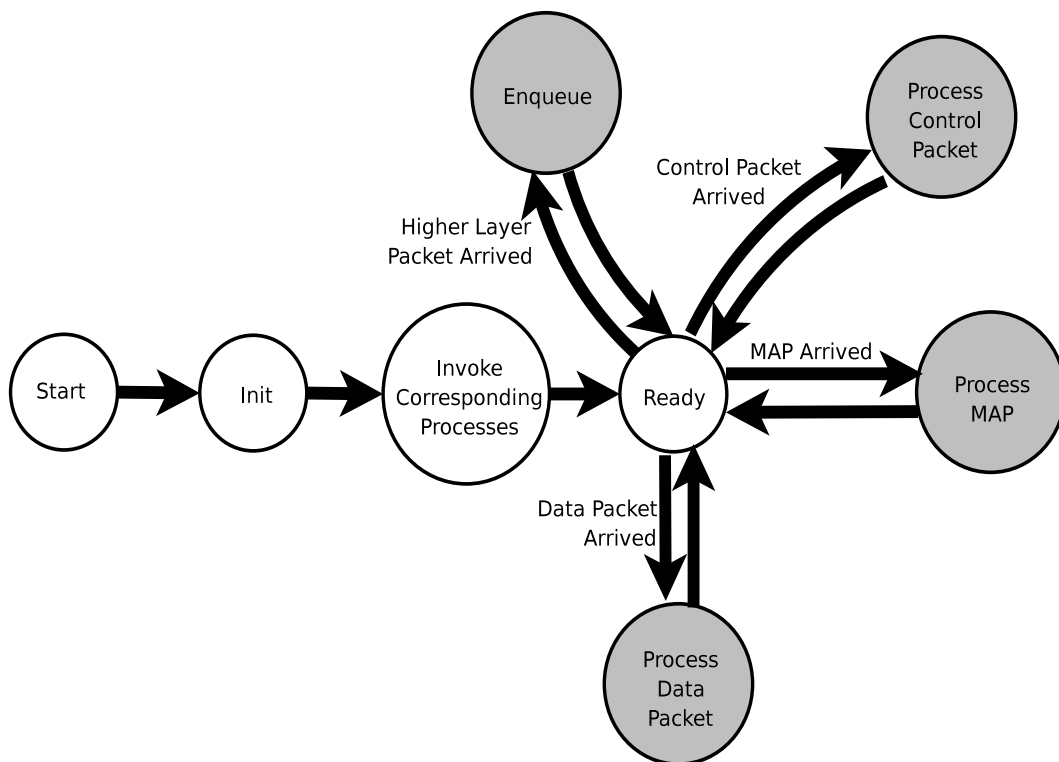 Enqueue
Process
Control
Packet
Control Packet
Arrived
Higher Layer
Packet Arrived
Start
Init
Invoke
Corresponding
Processes
Ready
MAP Arrived
Process
MAP
Data Packet
Arrived
Process
Data
Packet